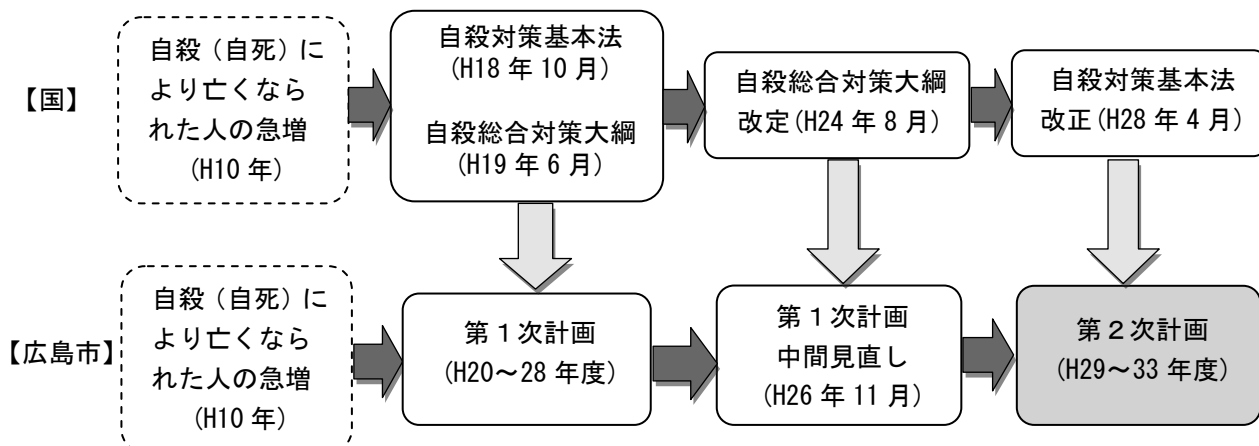 【国】
自殺（自死）に
より亡くなら
れた人の急増
(H10 年)
自殺対策基本法
(H18 年 10 月)
自殺総合対策大綱
(H19 年 6 月)
自殺総合対策大綱
改定(H24 年 8 月)
自殺対策基本法
改正(H28 年 4 月)
【広島市】
自殺（自死）に
より亡くなら
れた人の急増
(H10 年)
第１次計画
(H20～28 年度)
第１次計画
中間見直し
(H26 年 11 月)
第２次計画
(H29～33 年度)